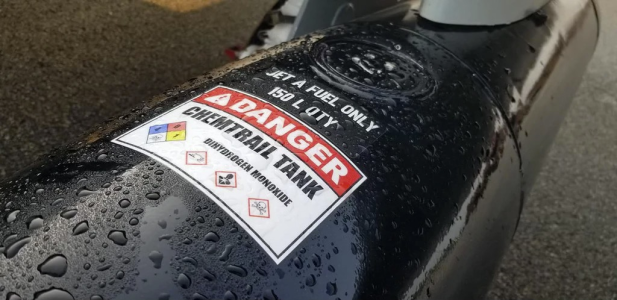 JET A FUEL ONLY
150 L QTY
DANGER
CHEMTRAIL TANK
DIHYDROGEN MONOXIDE